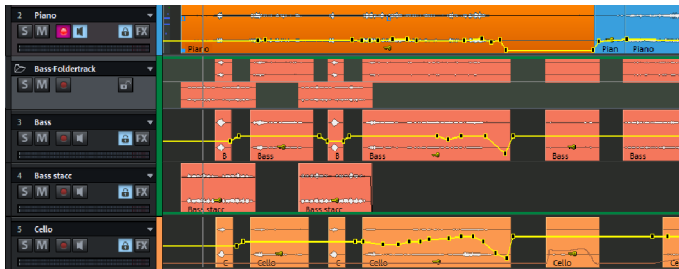 2 Piano
S M FX
Piano Pian Piano
Bass-Foldertrack
S M
3 Bass
S M FX
B Bass B Bass Bass Bass
4 Bass stacc
S M FX
Bass stacc Bass stacc
5 Cello
S M FX
C Cello C Cello Cello Ce